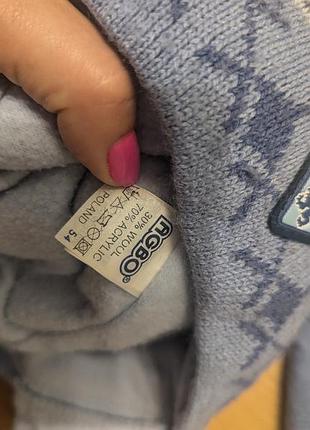 AGBO
30% WOOL
70% ACRYLIC
POLAND 54